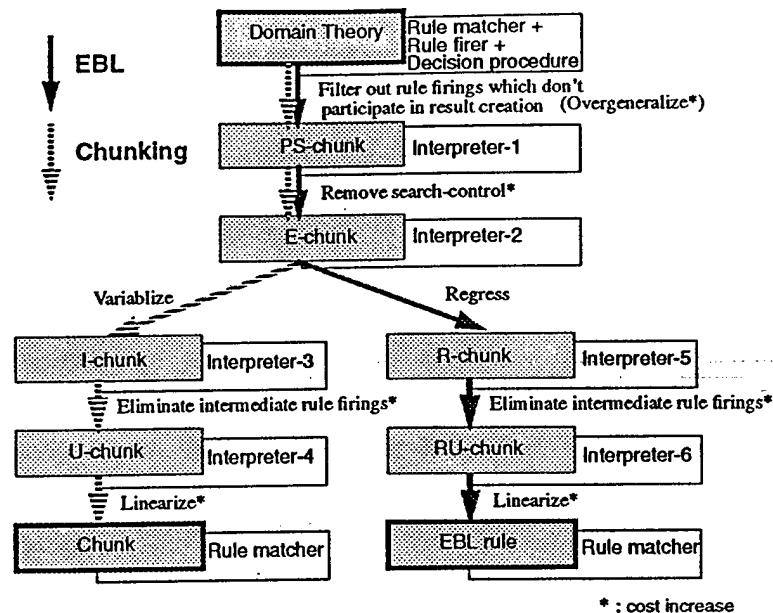 Domain Theory
Rule matcher +
Rule firer +
Decision procedure
EBL
Filter out rule firings which don't
participate in result creation (Overgeneralize*)
Chunking
PS-chunk
Interpreter-1
Remove search-control*
E-chunk
Interpreter-2
Variablize
Regress
I-chunk
Interpreter-3
R-chunk
Interpreter-5
Eliminate intermediate rule firings*
Eliminate intermediate rule firings*
U-chunk
Interpreter-4
RU-chunk
Interpreter-6
Linearize*
Linearize*
Chunk
Rule matcher
EBL rule
Rule matcher
* : cost increase